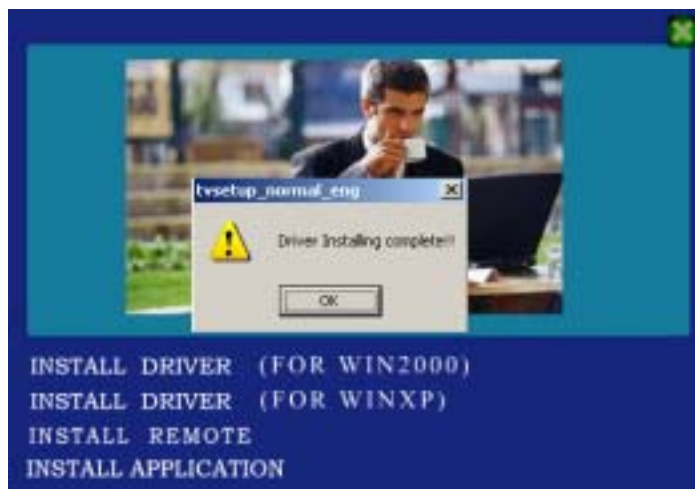 tvsetup_normal_eng
Driver Installing complete!!!
OK
INSTALL DRIVER (FOR WIN2000)
INSTALL DRIVER (FOR WINXP)
INSTALL REMOTE
INSTALL APPLICATION